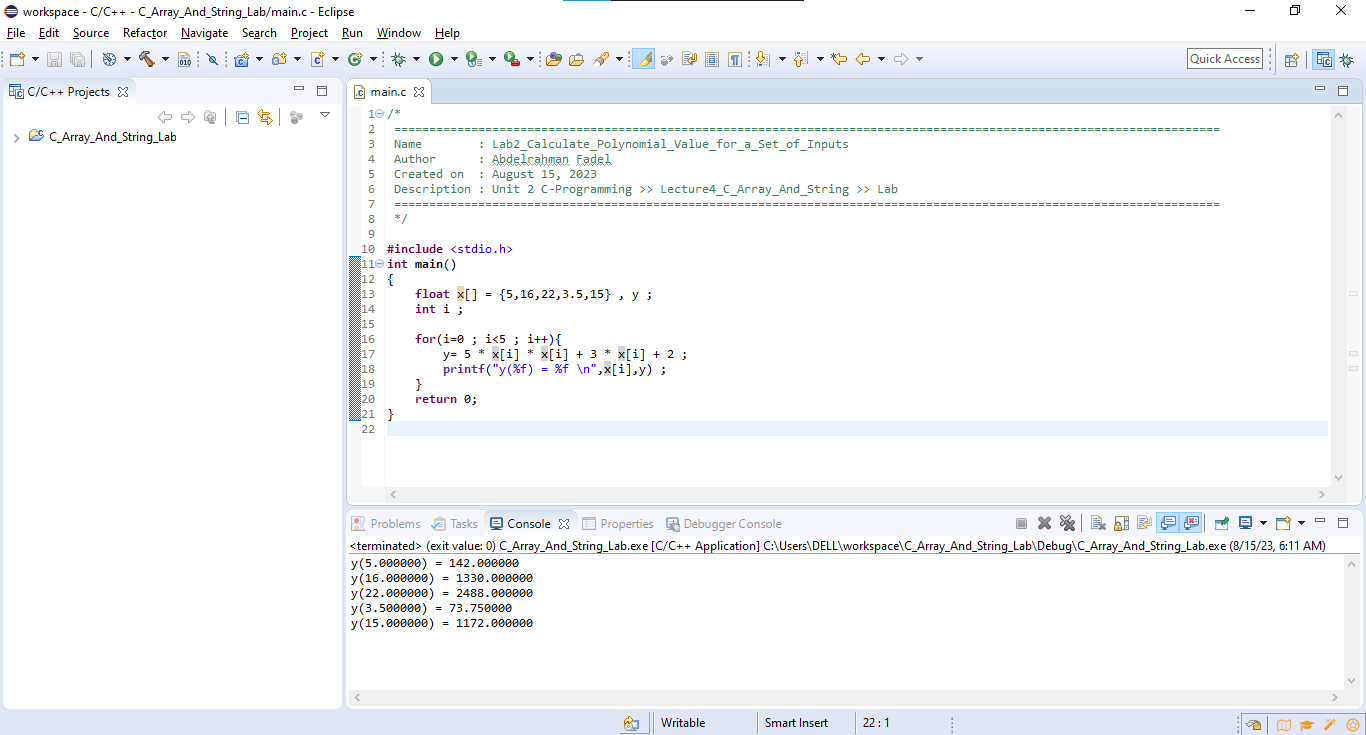 workspace - C/C++ - C_Array_And_String_Lab/main.c - Eclipse
File Edit Source Refactor Navigate Search Project Run Window Help
Quick Access
C/C++ Projects
C_Array_And_String_Lab
main.c
1 /*
2 ======================================================================================================================
3 Name : Lab2_Calculate_Polynomial_Value_for_a_Set_of_Inputs
4 Author : Abdelrahman Fadel
5 Created on : August 15, 2023
6 Description : Unit 2 C-Programming >> Lecture4_C_Array_And_String >> Lab
7 ======================================================================================================================
8 */
9
10 #include <stdio.h>
11 int main()
12 {
13 float x[] = {5,16,22,3.5,15} , y ;
14 int i ;
15
16 for(i=0 ; i<5 ; i++){
17 y= 5 * x[i] * x[i] + 3 * x[i] + 2 ;
18 printf("y(%f) = %f \n",x[i],y) ;
19 }
20 return 0;
21 }
22
Problems Tasks Console Properties Debugger Console
<terminated> (exit value: 0) C_Array_And_String_Lab.exe [C/C++ Application] C:\Users\DELL\workspace\C_Array_And_String_Lab\Debug\C_Array_And_String_Lab.exe (8/15/23, 6:11 AM)
y(5.000000) = 142.000000
y(16.000000) = 1330.000000
y(22.000000) = 2488.000000
y(3.500000) = 73.750000
y(15.000000) = 1172.000000
Writable Smart Insert 22 : 1